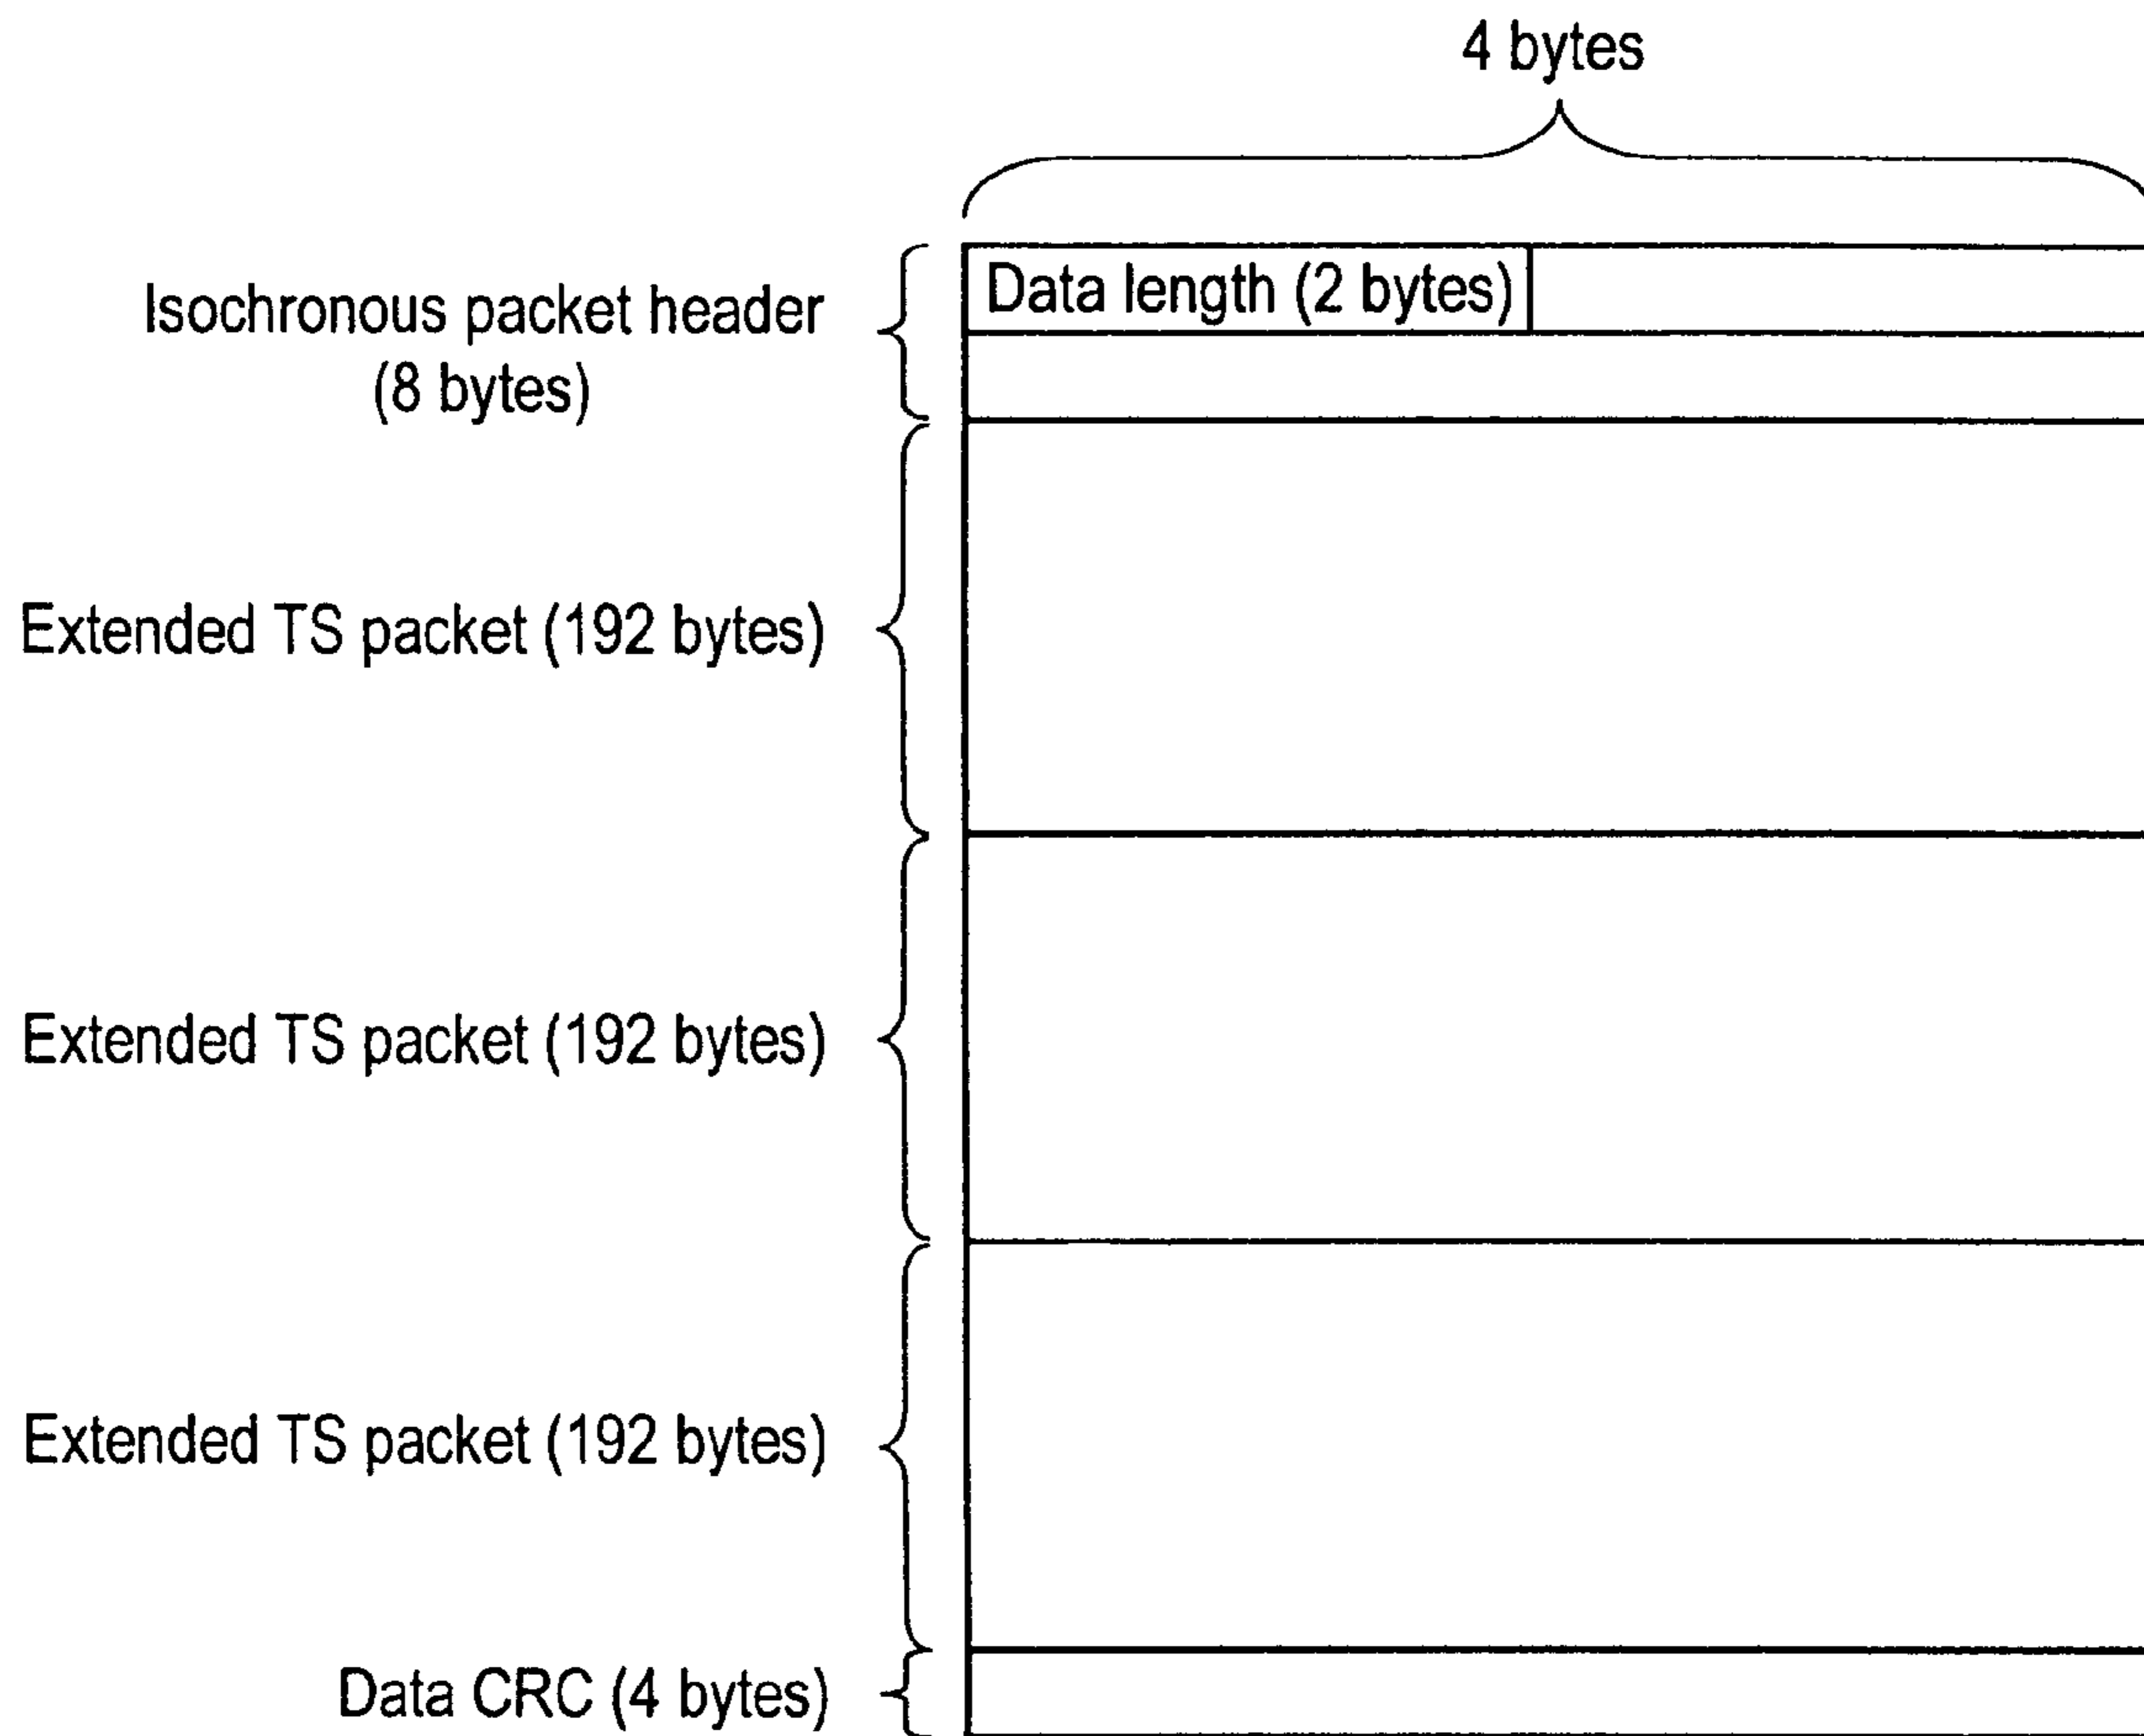 4 bytes
Data length (2 bytes)
Isochronous packet header
(8 bytes)
Extended TS packet (192 bytes)
Extended TS packet (192 bytes)
Extended TS packet (192 bytes)
Data CRC (4 bytes)